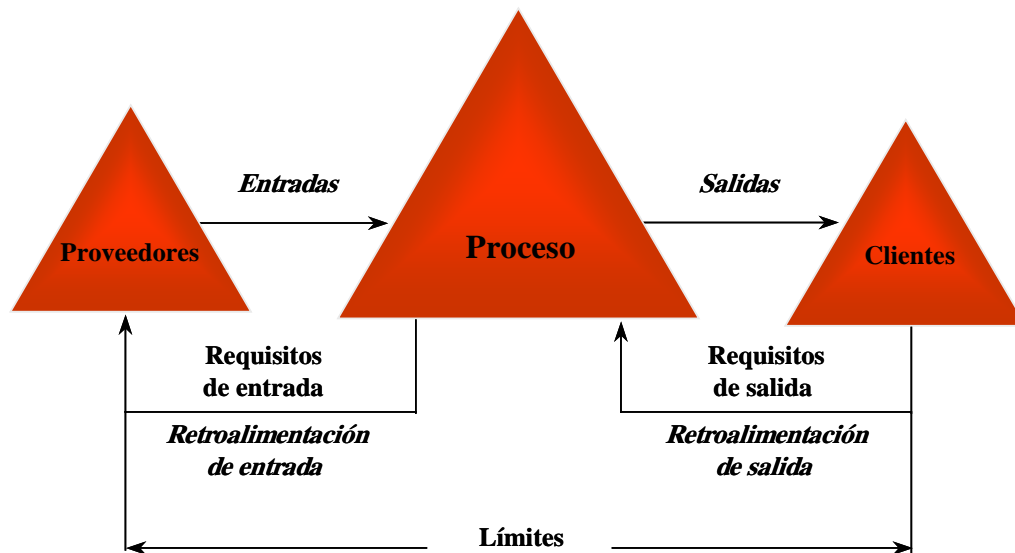 Entradas
Salidas
Proveedores
Proceso
Clientes
Requisitos
de entrada
Requisitos
de salida
Retroalimentación
de entrada
Retroalimentación
de salida
Límites